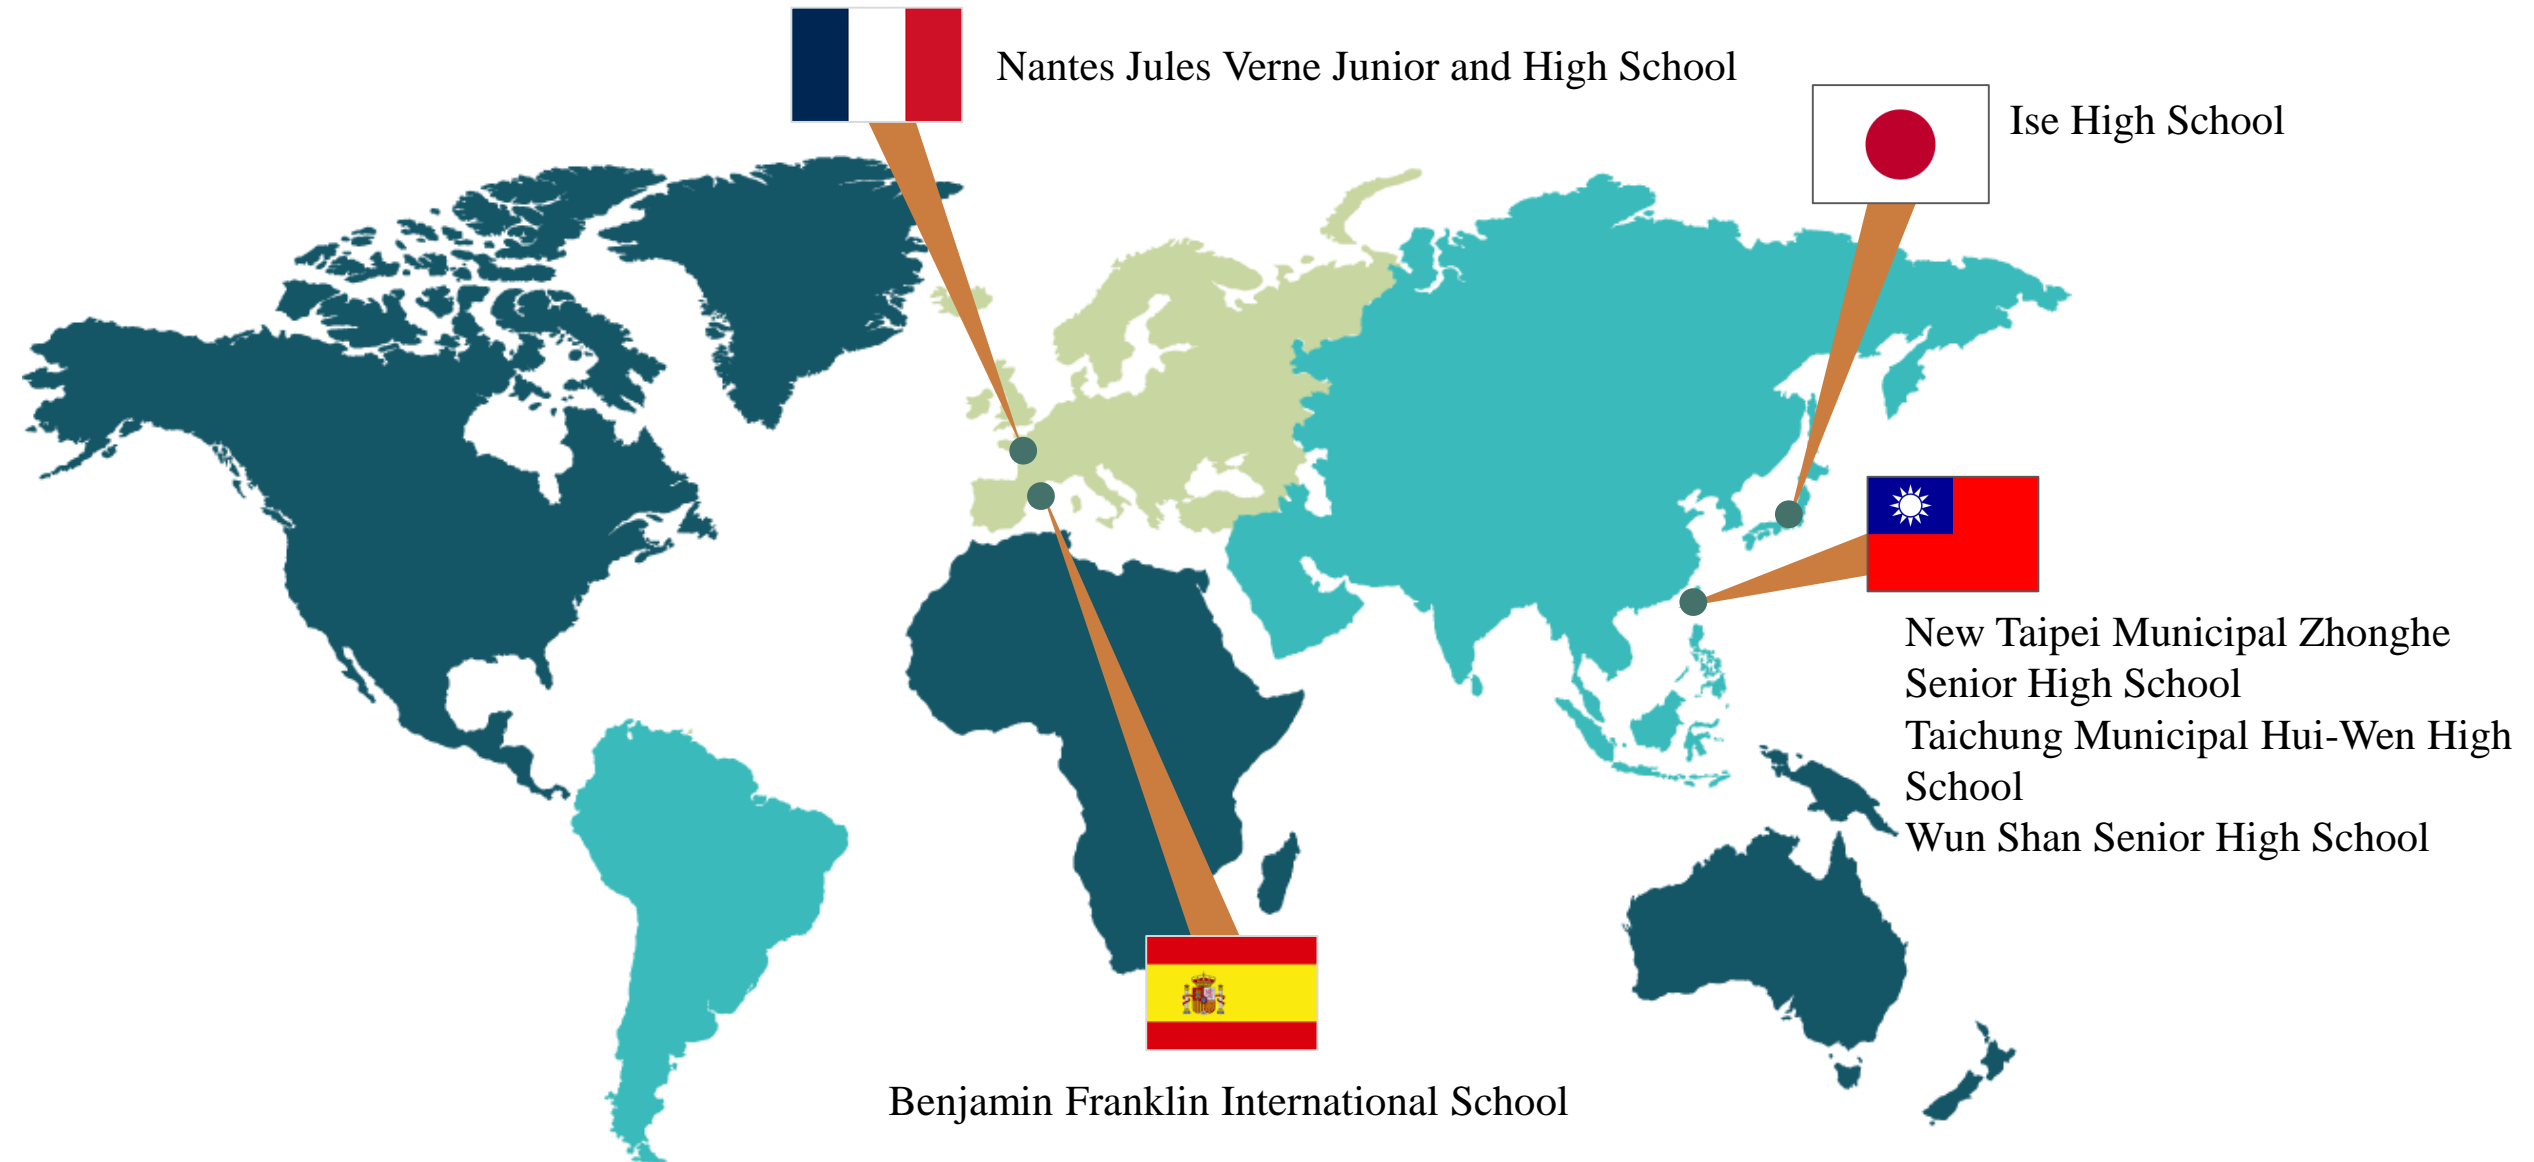 Nantes Jules Verne Junior and High School
Ise High School
New Taipei Municipal Zhonghe
Senior High School
Taichung Municipal Hui-Wen High
School
Wun Shan Senior High School
Benjamin Franklin International School